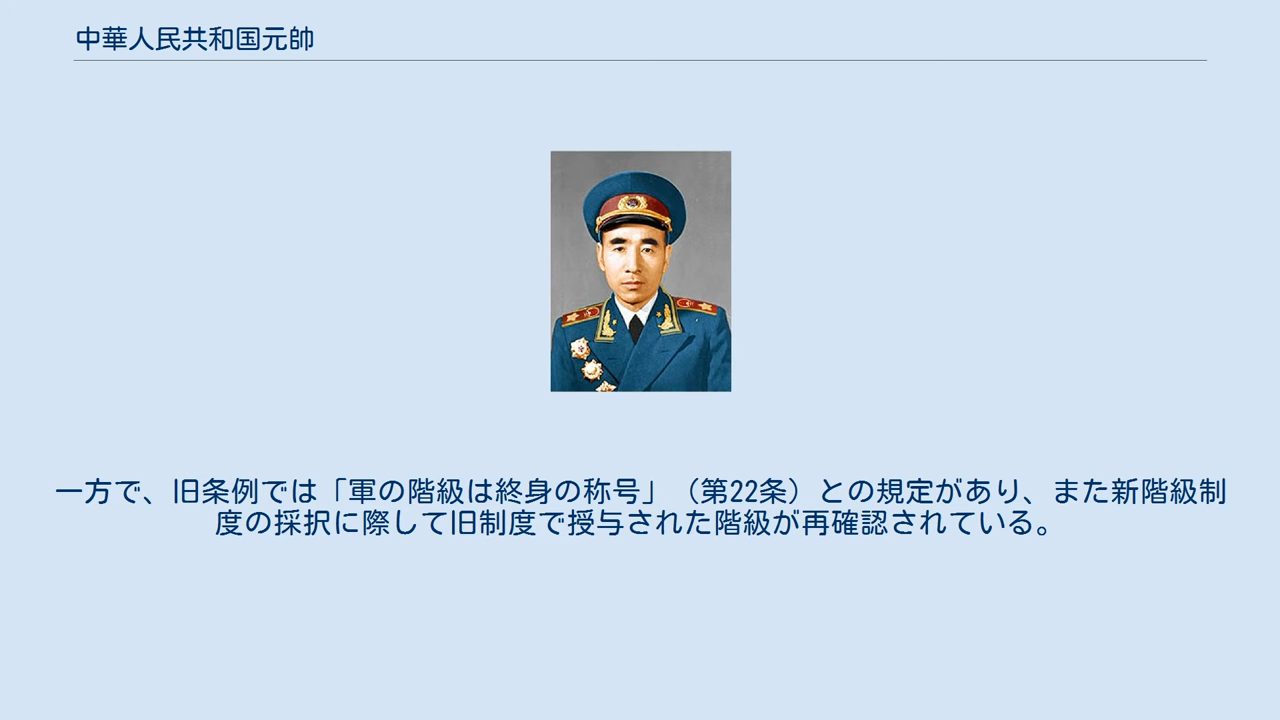 中華人民共和国元帥
一方で、旧条例では「軍の階級は終身の称号」（第22条）との規定があり、また新階級制
度の採択に際して旧制度で授与された階級が再確認されている。